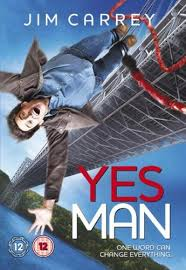 JIM CARREY
YES
MAN
ONE WORD CAN
CHANGE EVERYTHING.
12
12